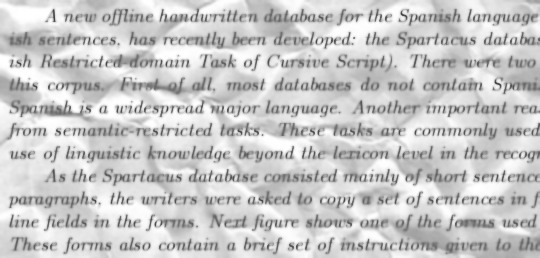 A new offline handwritten database for the Spanish language
ish sentences, has recently been developed: the Spartacus databas
ish Restricted-domain Task of Cursive Script). There were two
this corpus. First of all, most databases do not contain Spani
Spanish is a widespread major language. Another important rea
from semantic-restricted tasks. These tasks are commonly used
use of linguistic knowledge beyond the lexicon level in the recogn
As the Spartacus database consisted mainly of short sentence
paragraphs, the writers were asked to copy a set of sentences in f
line fields in the forms. Next figure shows one of the forms used
These forms also contain a brief set of instructions given to the